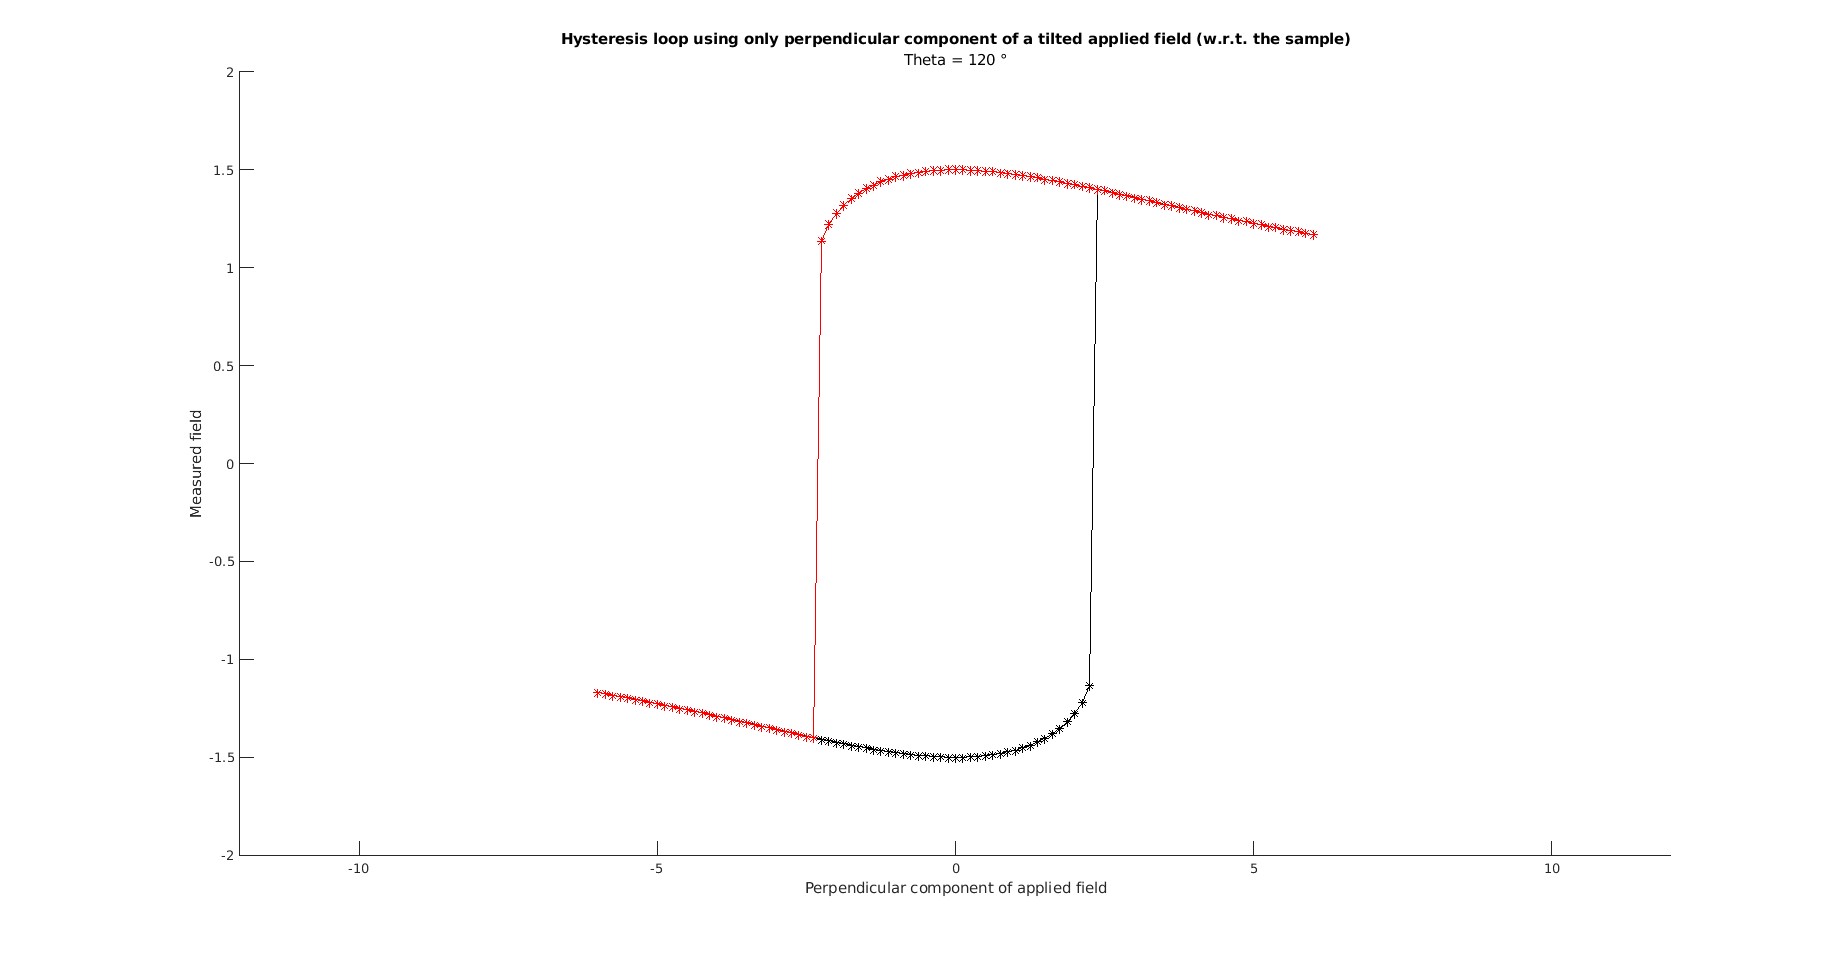 Hysteresis loop using only perpendicular component of a tilted applied field (w.r.t. the sample)
Theta = 120 °
2
1.5
1
0.5
0
-0.5
-1
-1.5
-2
Measured field
-10 -5 0 5 10
Perpendicular component of applied field